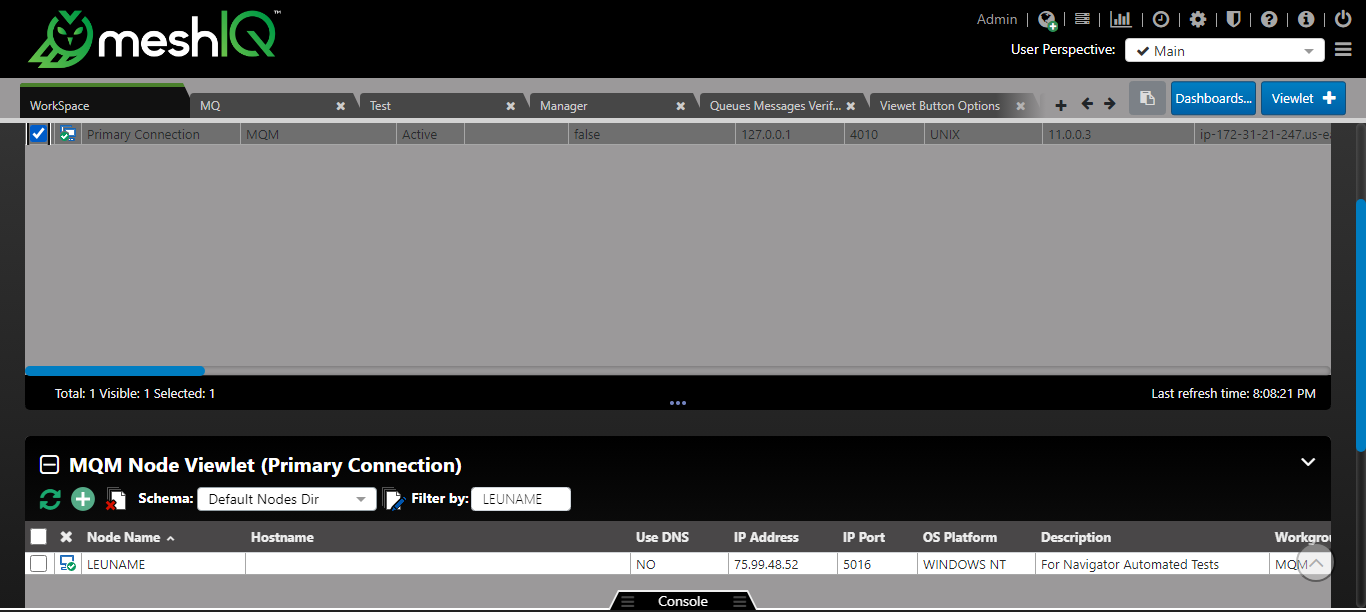 meshIQ™
Admin
User Perspective: Main
WorkSpace MQ Test Manager Queues Messages Verif... Viewet Button Options Dashboards... Viewlet
Primary Connection MQM Active false 127.0.0.1 4010 UNIX 11.0.0.3 ip-172-31-21-247.us-ea
Total: 1 Visible: 1 Selected: 1 Last refresh time: 8:08:21 PM
MQM Node Viewlet (Primary Connection)
Schema: Default Nodes Dir Filter by: LEUNAME
Node Name Hostname Use DNS IP Address IP Port OS Platform Description Workgrou
LEUNAME NO 75.99.48.52 5016 WINDOWS NT For Navigator Automated Tests MQM
Console